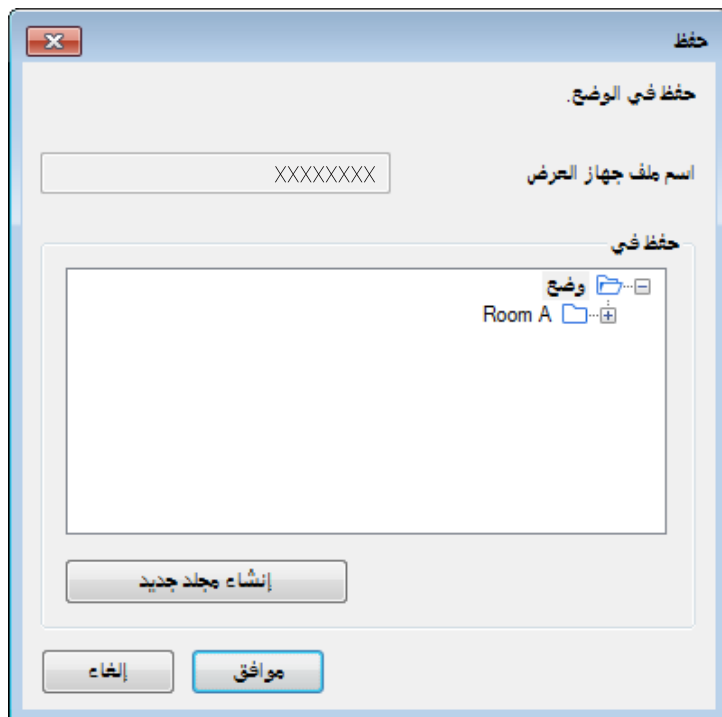 حفظ
حفظ في الوضع.
اسم ملف جهاز العرض XXXXXXXX
حفظ في
وضع
Room A
إنشاء مجلد جديد
موافق إلغاء